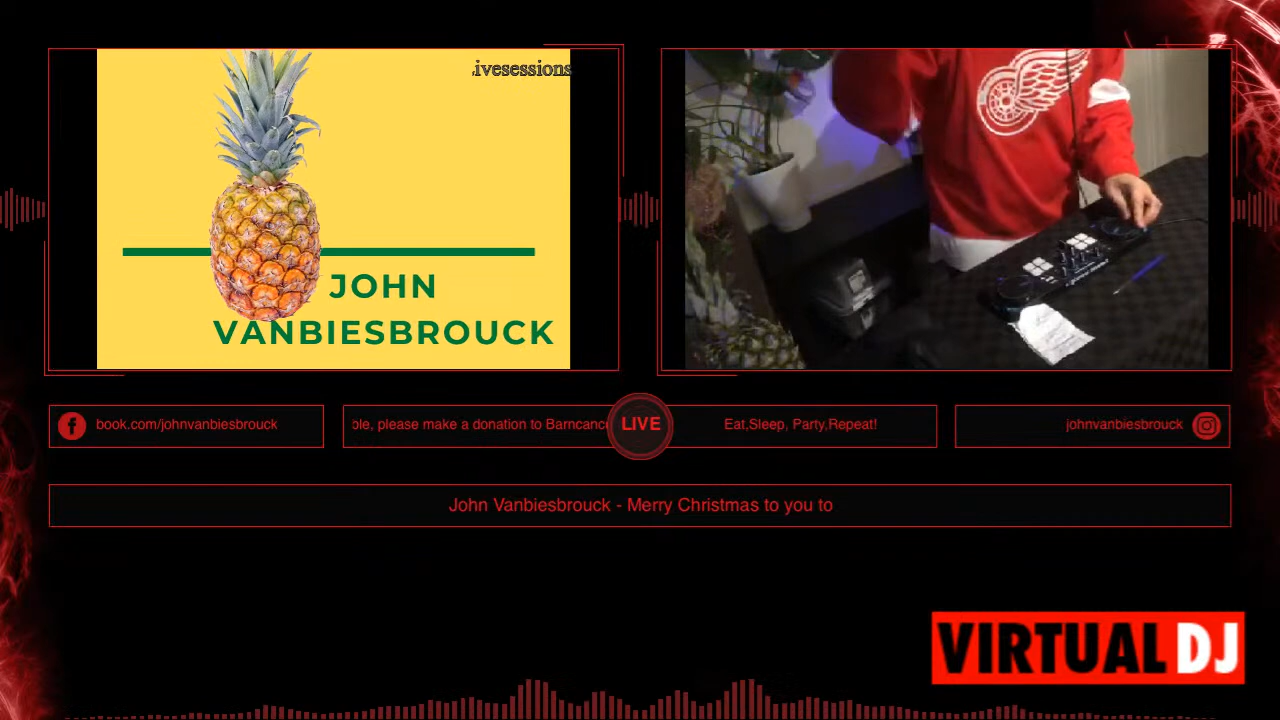 ivesessions
JOHN
VANBIESBROUCK
book.com/johnvanbiesbrouck
ble, please make a donation to Barncanc
LIVE
Eat,Sleep, Party,Repeat!
johnvanbiesbrouck
John Vanbiesbrouck - Merry Christmas to you to
VIRTUAL DJ